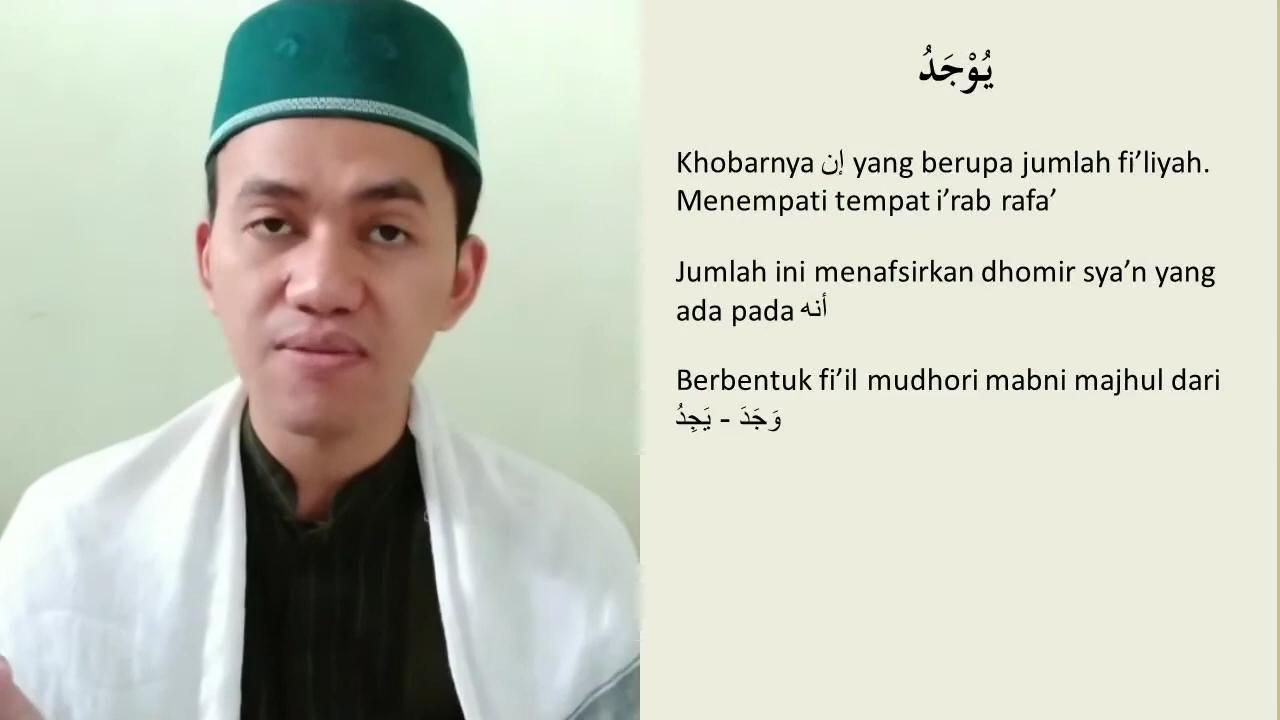 يُوْجَدُ
Khobarnya إن yang berupa jumlah fi’liyah.
Menempati tempat i’rab rafa’
Jumlah ini menafsirkan dhomir sya’n yang
ada pada أنه
Berbentuk fi’il mudhori mabni majhul dari
وَجَدَ - يَجِدُ